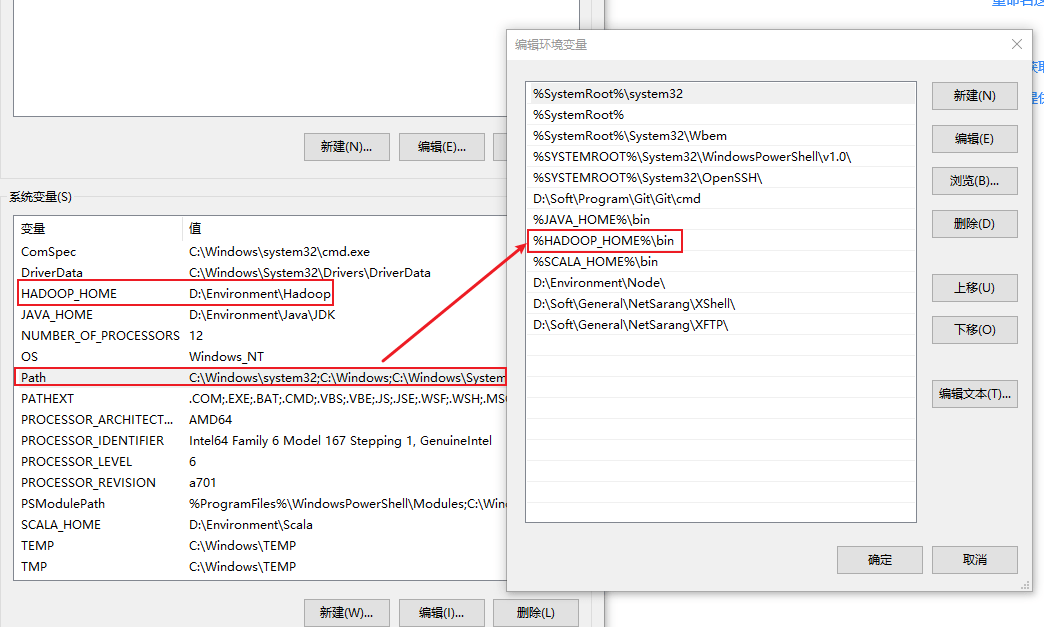 重命名
编辑环境变量
%SystemRoot%\system32
%SystemRoot%
%SystemRoot%\System32\Wbem
%SYSTEMROOT%\System32\WindowsPowerShell\v1.0\
%SYSTEMROOT%\System32\OpenSSH\
D:\Soft\Program\Git\Git\cmd
%JAVA_HOME%\bin
%HADOOP_HOME%\bin
%SCALA_HOME%\bin
D:\Environment\Node\
D:\Soft\General\NetSarang\XShell\
D:\Soft\General\NetSarang\XFTP\
新建(N)
编辑(E)
浏览(B)...
删除(D)
上移(U)
下移(O)
编辑文本(T)...
确定
取消
新建(N)...
编辑(E)...
系统变量(S)
变量 值
ComSpec C:\Windows\system32\cmd.exe
DriverData C:\Windows\System32\Drivers\DriverData
HADOOP_HOME D:\Environment\Hadoop
JAVA_HOME D:\Environment\Java\JDK
NUMBER_OF_PROCESSORS 12
OS Windows_NT
Path C:\Windows\system32;C:\Windows;C:\Windows\System
PATHEXT .COM;.EXE;.BAT;.CMD;.VBS;.VBE;.JS;.JSE;.WSF;.WSH;.MS
PROCESSOR_ARCHITECT... AMD64
PROCESSOR_IDENTIFIER Intel64 Family 6 Model 167 Stepping 1, GenuineIntel
PROCESSOR_LEVEL 6
PROCESSOR_REVISION a701
PSModulePath %ProgramFiles%\WindowsPowerShell\Modules;C:\Win
SCALA_HOME D:\Environment\Scala
TEMP C:\Windows\TEMP
TMP C:\Windows\TEMP
新建(W)...
编辑(I)...
删除(L)